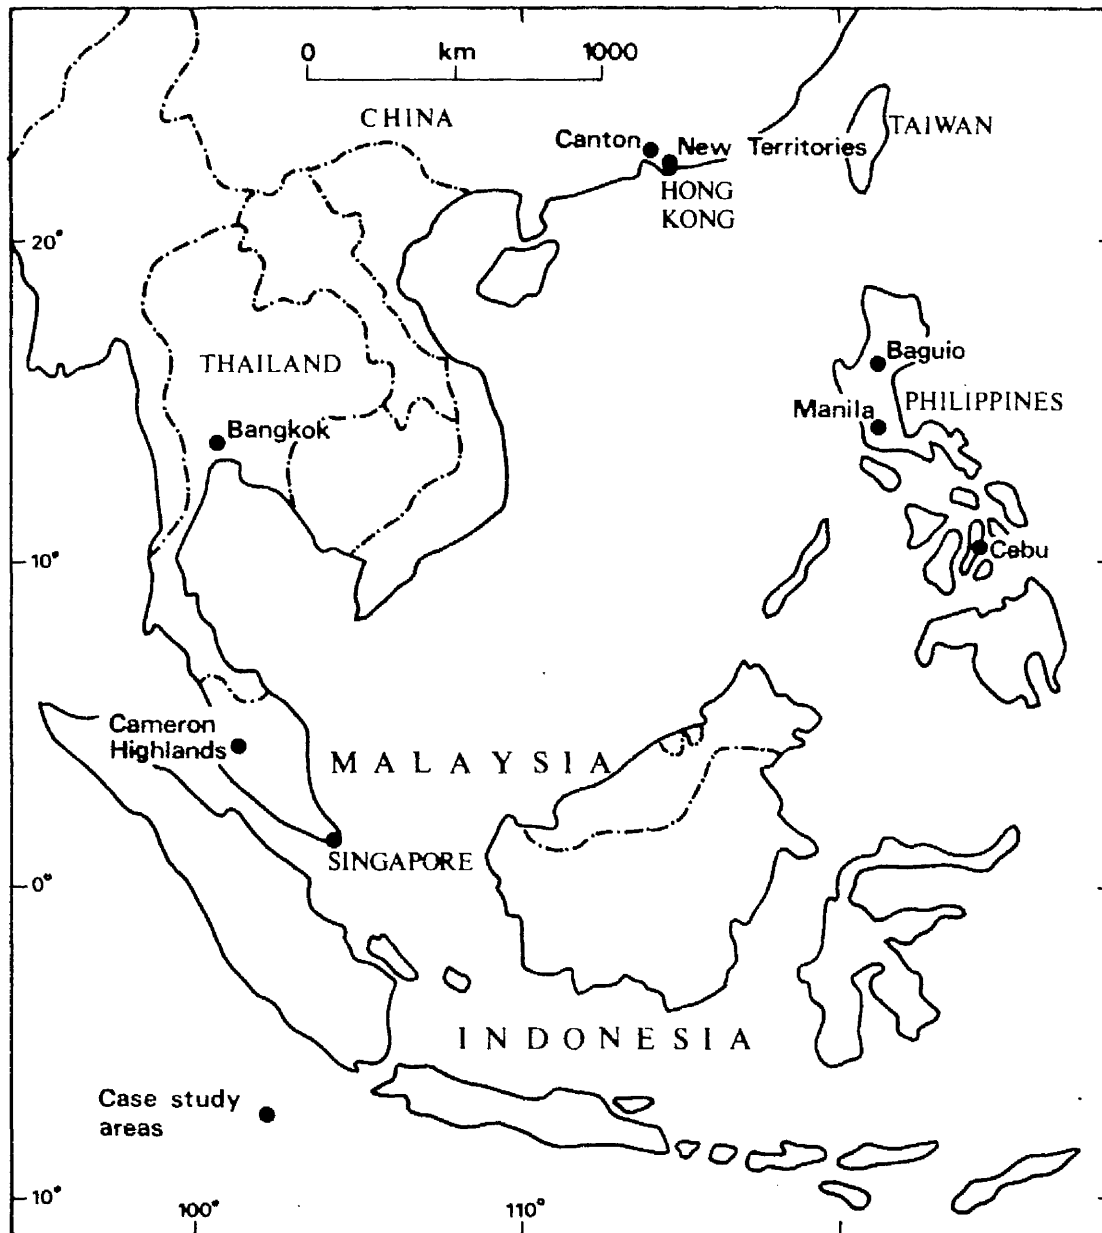 0 km 1000
CHINA
TAIWAN
Canton
New Territories
HONG
KONG
20°
THAILAND
Baguio
Manila
PHILIPPINES
Bangkok
10°
Cebu
Cameron
Highlands
MALAYSIA
SINGAPORE
0°
INDONESIA
Case study
areas
10°
100°
110°